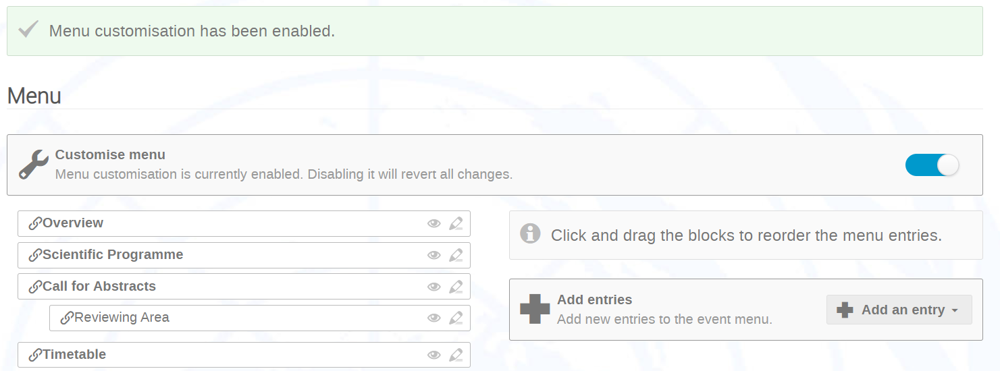 Menu customisation has been enabled.
Menu
Customise menu
Menu customisation is currently enabled. Disabling it will revert all changes.
Overview
Scientific Programme
Call for Abstracts
Reviewing Area
Timetable
Click and drag the blocks to reorder the menu entries.
Add entries
Add new entries to the event menu.
Add an entry